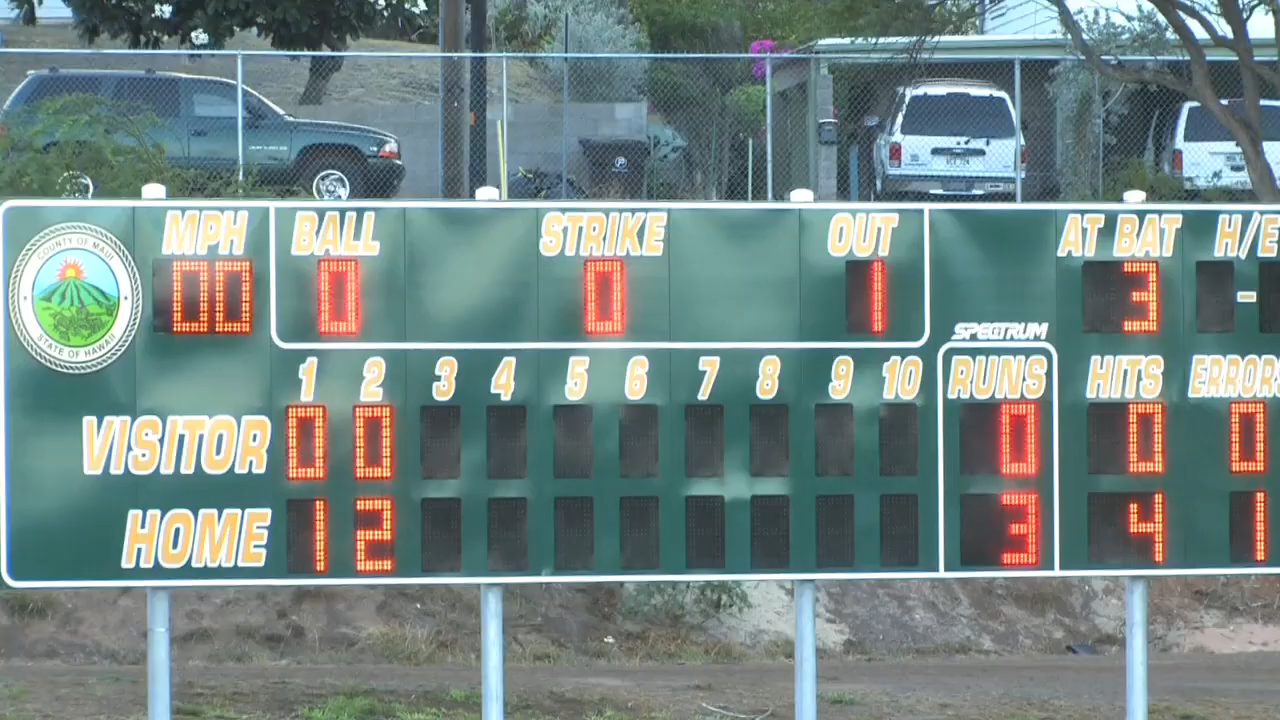 COUNTY OF MAUI
STATE OF HAWAII
MPH BALL STRIKE OUT AT BAT H/E
00 0 0 1 3 -
SPECTRUM
1 2 3 4 5 6 7 8 9 10 RUNS HITS ERRORS
VISITOR 0 0 0 0 0
HOME 1 2 3 4 1